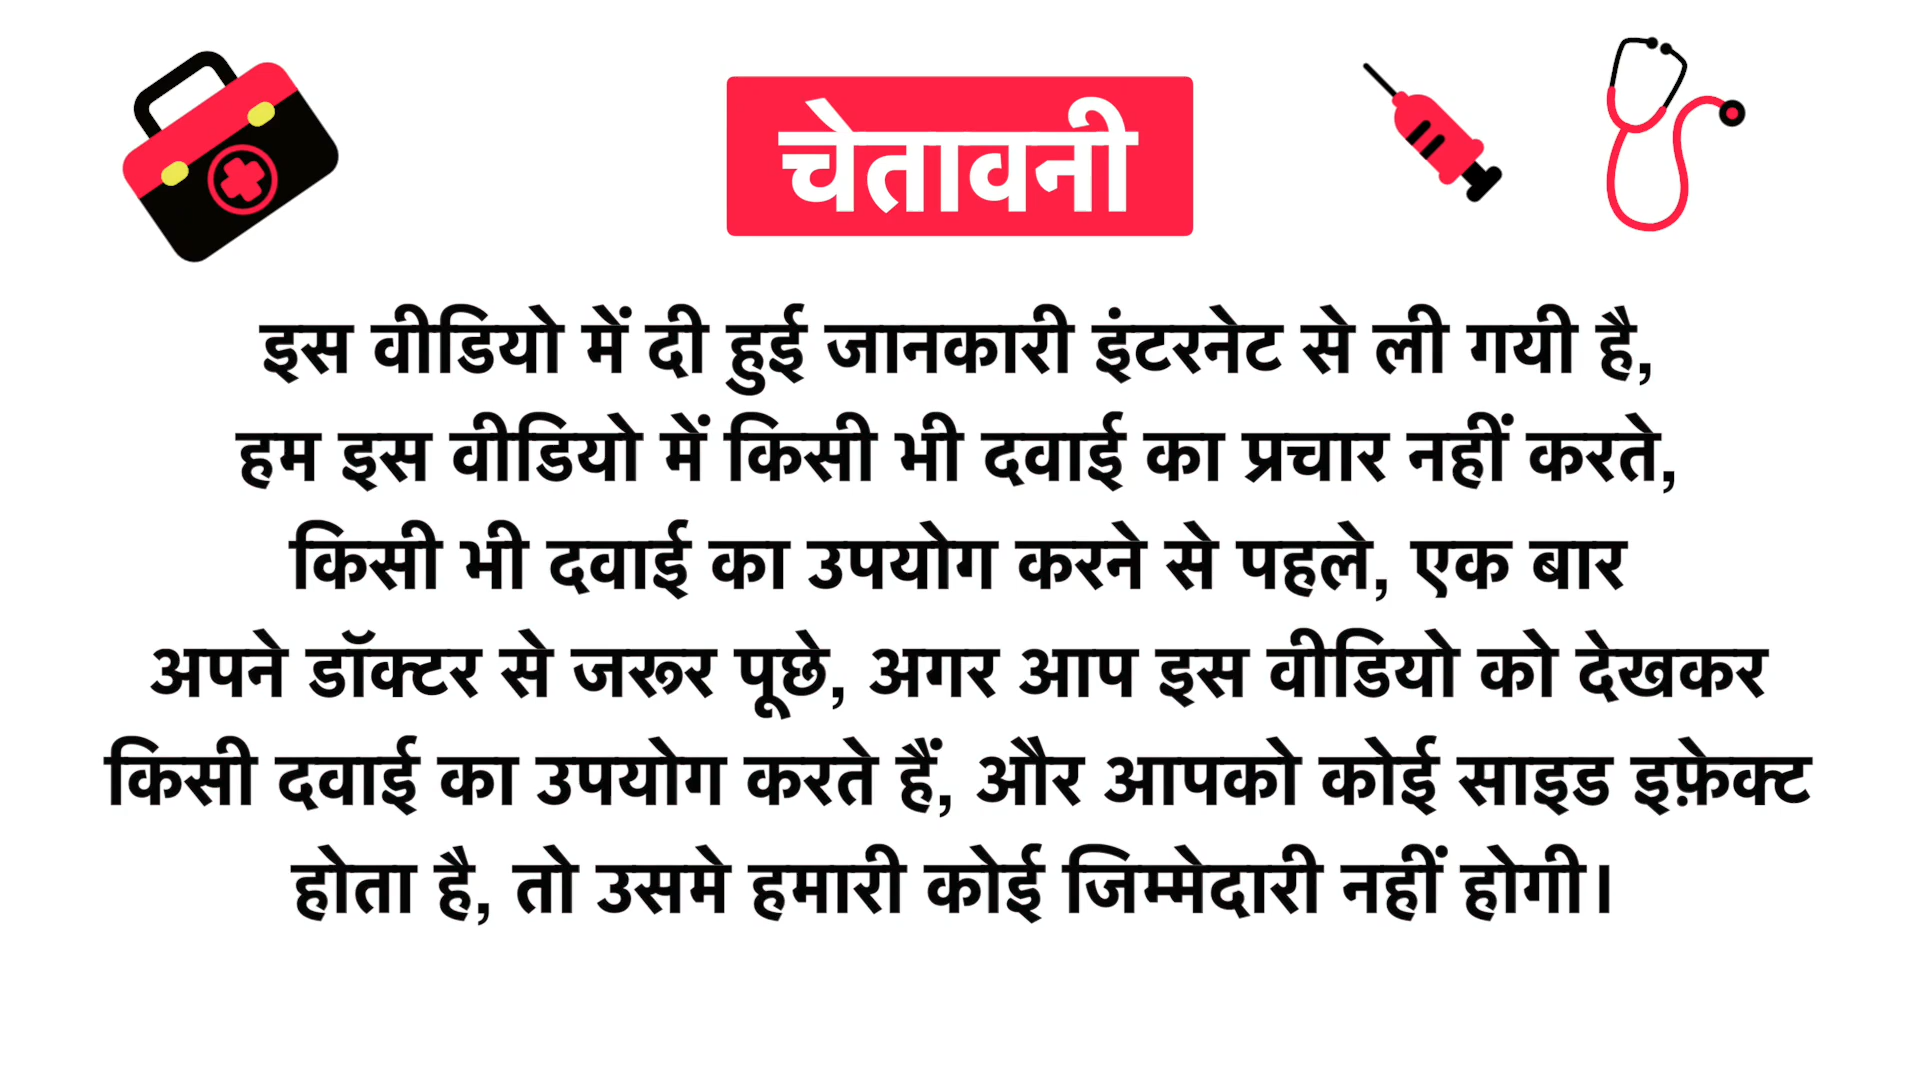 चेतावनी
इस वीडियो में दी हुई जानकारी इंटरनेट से ली गयी है,
हम इस वीडियो में किसी भी दवाई का प्रचार नहीं करते,
किसी भी दवाई का उपयोग करने से पहले, एक बार
अपने डॉक्टर से जरूर पूछे, अगर आप इस वीडियो को देखकर
किसी दवाई का उपयोग करते हैं, और आपको कोई साइड इफ़ेक्ट
होता है, तो उसमे हमारी कोई जिम्मेदारी नहीं होगी।